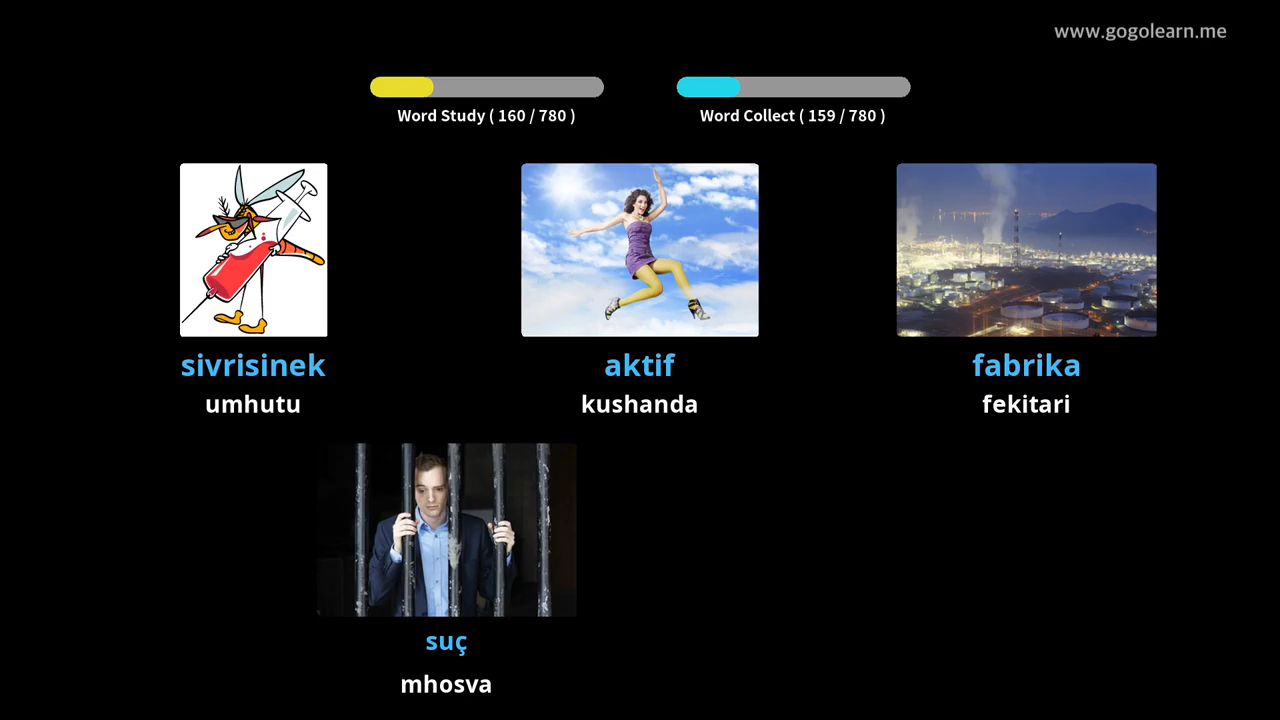 www.gogolearn.me
Word Study ( 160 / 780 )
Word Collect ( 159 / 780 )
sivrisinek
umhutu
aktif
kushanda
fabrika
fekitari
suç
mhosva